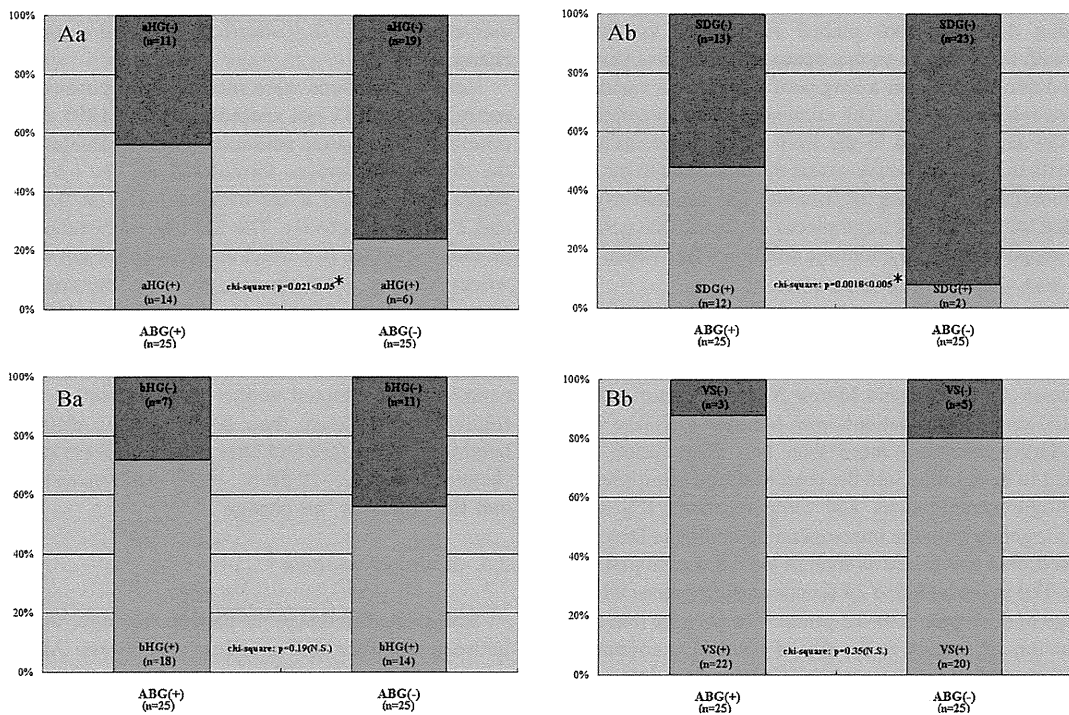 Aa
100%
80%
60%
40%
20%
0%
aHG(-)
(n=11)
aHG(-)
(n=19)
aHG(+)
(n=14)
chi-square: p=0.021<0.05*
aHG(+)
(n=6)
ABG(+)
(n=25)
ABG(-)
(n=25)
Ab
100%
80%
60%
40%
20%
0%
SDG(-)
(n=13)
SDG(-)
(n=23)
SDG(+)
(n=12)
chi-square: p=0.0018<0.005*
SDG(+)
(n=2)
ABG(+)
(n=25)
ABG(-)
(n=25)
Ba
100%
80%
60%
40%
20%
0%
bHG(-)
(n=7)
bHG(-)
(n=11)
bHG(+)
(n=18)
chi-square: p=0.19(N.S.)
bHG(+)
(n=14)
ABG(+)
(n=25)
ABG(-)
(n=25)
Bb
100%
80%
60%
40%
20%
0%
VS(-)
(n=3)
VS(-)
(n=5)
VS(+)
(n=22)
chi-square: p=0.35(N.S.)
VS(+)
(n=20)
ABG(+)
(n=25)
ABG(-)
(n=25)